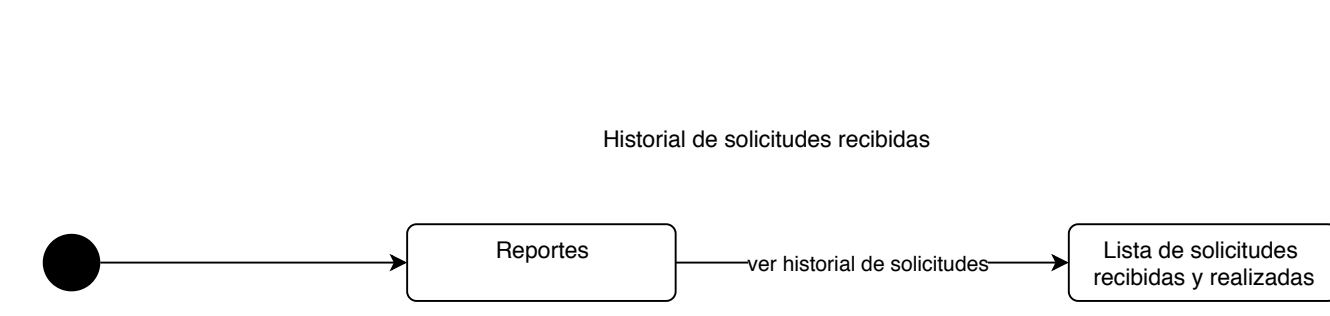 Historial de solicitudes recibidas
Reportes
ver historial de solicitudes
Lista de solicitudes
recibidas y realizadas